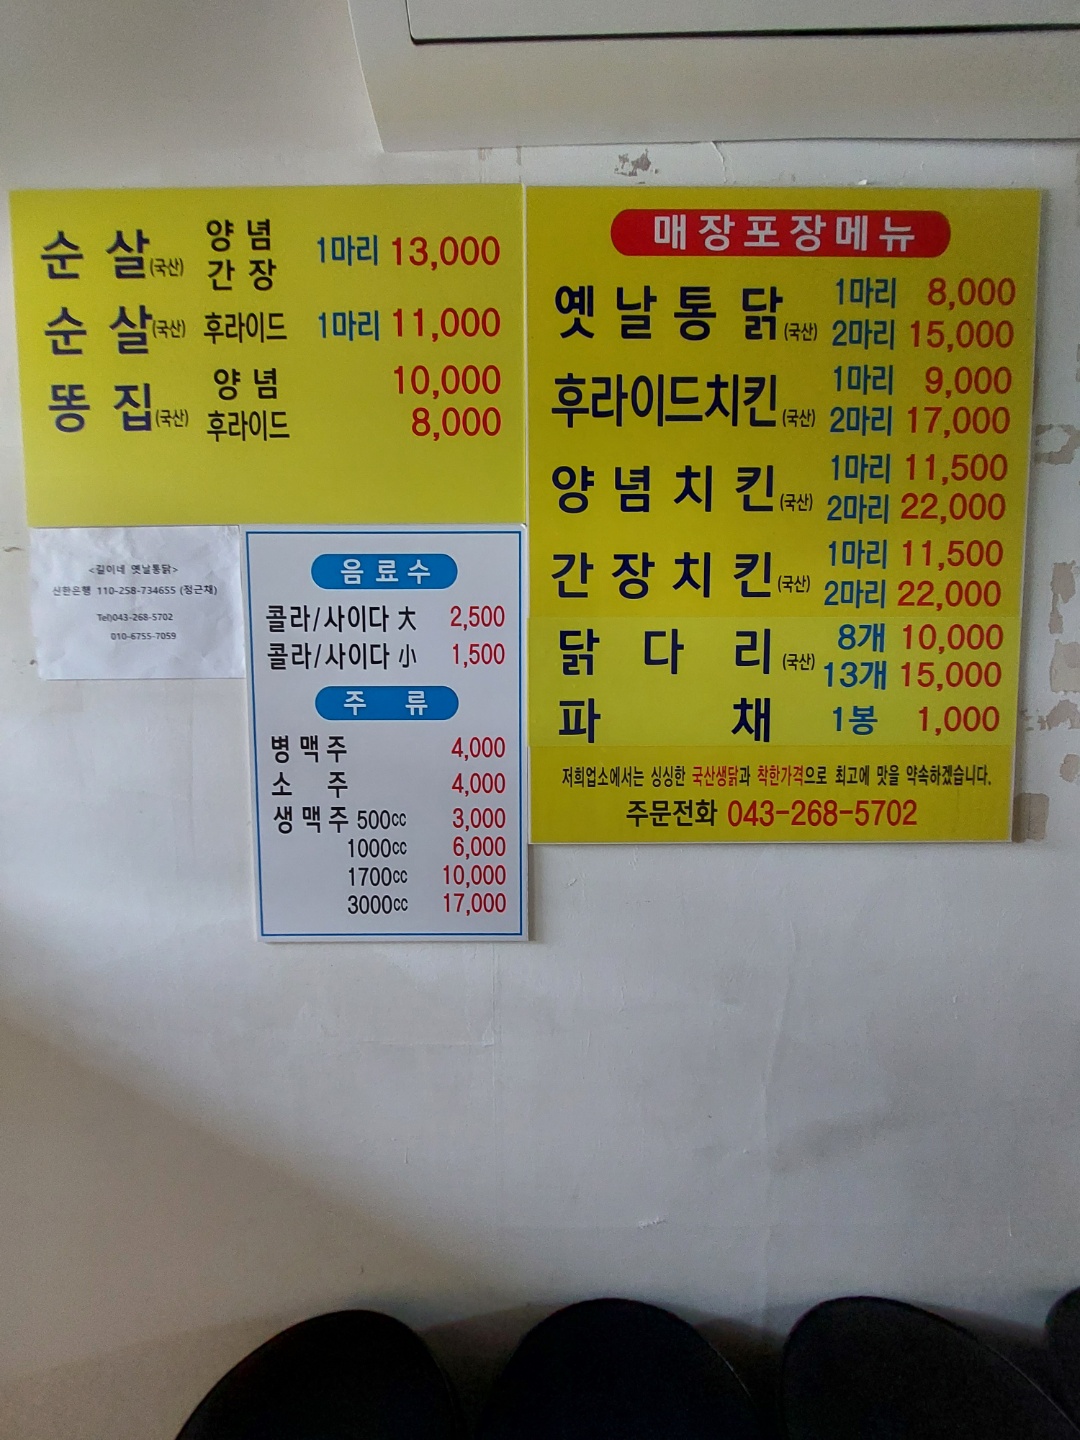 순 살(국산) 양 념 간 장 1마리 13,000
순 살(국산) 후라이드 1마리 11,000
똥 집(국산) 양 념 10,000
후라이드 8,000
매장포장메뉴
옛 날 통 닭(국산) 1마리 8,000
2마리 15,000
후라이드치킨(국산) 1마리 9,000
2마리 17,000
양 념 치 킨(국산) 1마리 11,500
2마리 22,000
간 장 치 킨(국산) 1마리 11,500
2마리 22,000
닭 다 리(국산) 8개 10,000
13개 15,000
파 채 1봉 1,000
저희업소에서는 싱싱한 국산생닭과 착한가격으로 최고에 맛을 약속하겠습니다.
주문전화 043-268-5702
<길이네 옛날통닭>
신한은행 110-258-734655 (정근채)
Tel)043-268-5702
010-6755-7059
음료수
콜라/사이다 大 2,500
콜라/사이다 小 1,500
주 류
병맥주 4,000
소 주 4,000
생맥주 500cc 3,000
1000cc 6,000
1700cc 10,000
3000cc 17,000